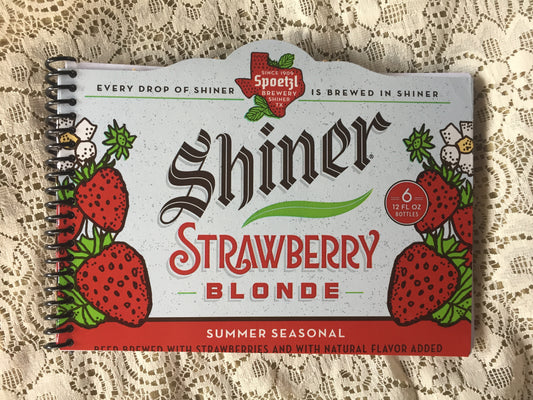 SINCE 1909
Spoetzl
BREWERY
SHINER
TX
EVERY DROP OF SHINER IS BREWED IN SHINER
Shiner
6
12 FL OZ
BOTTLES
STRAWBERRY
BLONDE
SUMMER SEASONAL
BEER BREWED WITH STRAWBERRIES AND WITH NATURAL FLAVOR ADDED